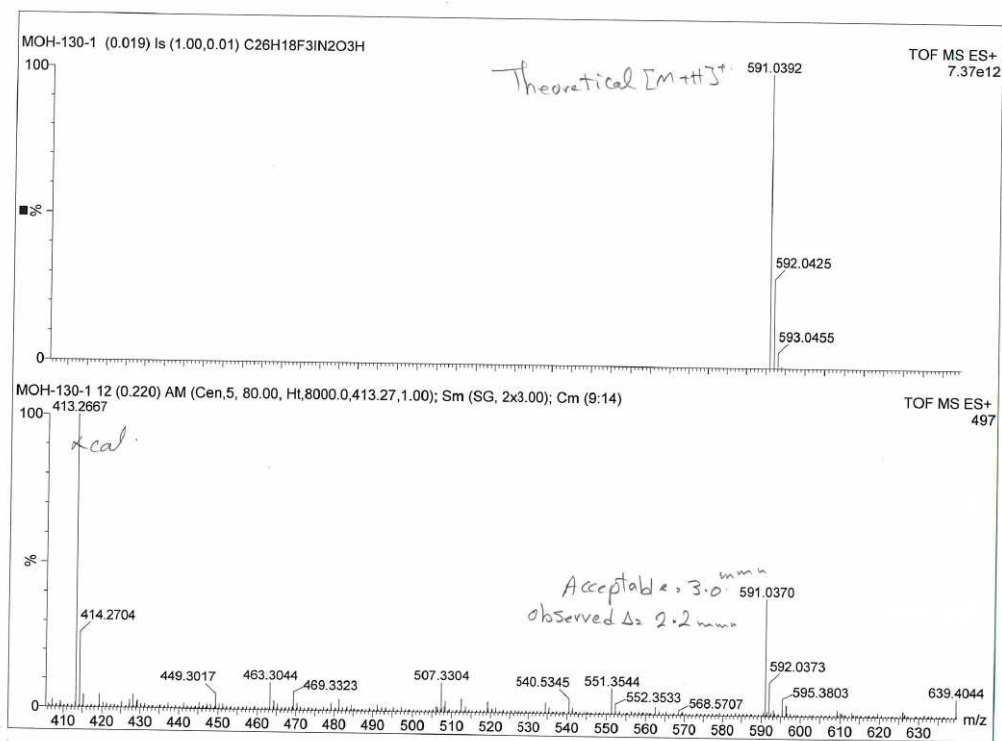 MOH-130-1 (0.019) Is (1.00,0.01) C26H18F3IN2O3H
TOF MS ES+
7.37e12
100
Theoretical [M+H]+.
591.0392
%
592.0425
593.0455
0
MOH-130-1 12 (0.220) AM (Cen,5, 80.00, Ht,8000.0,413.27,1.00); Sm (SG, 2x3.00); Cm (9:14)
TOF MS ES+
497
100
413.2667
cal.
%
Acceptable, 3.0 mmu
591.0370
observed Δ= 2.2 mmu
414.2704
592.0373
449.3017
463.3044
469.3323
507.3304
540.5345
551.3544
552.3533
568.5707
595.3803
639.4044
0
410 420 430 440 450 460 470 480 490 500 510 520 530 540 550 560 570 580 590 600 610 620 630
m/z